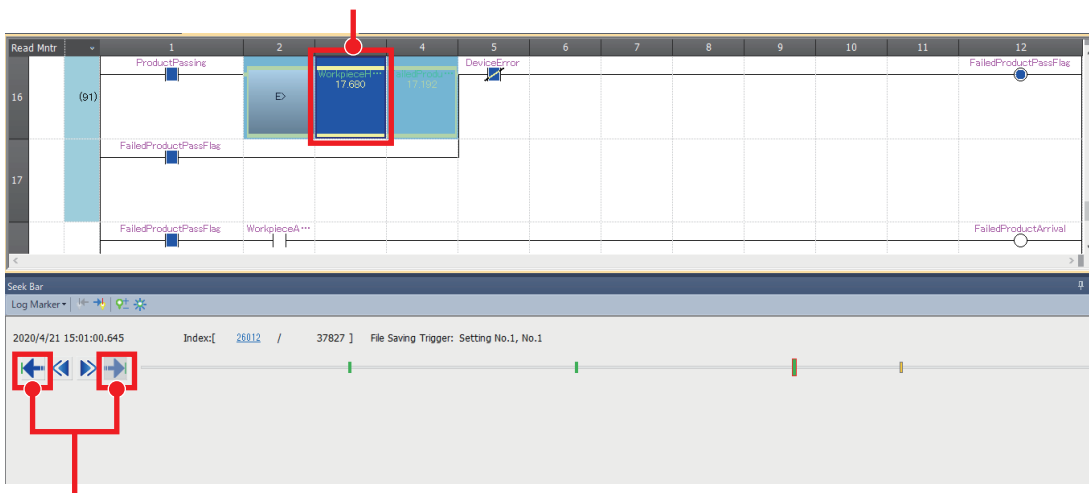 Read Mntr 1 2 4 5 6 7 8 9 10 11 12
ProductPassing DeviceError FailedProductPassFlag
16 (91) E> WorkpieceH… 17.680 FailedProdu… 17.192
FailedProductPassFlag
17
FailedProductPassFlag WorkpieceA… FailedProductArrival
Seek Bar
Log Marker
2020/4/21 15:01:00.645 Index:[ 26012 / 37827 ] File Saving Trigger: Setting No.1, No.1